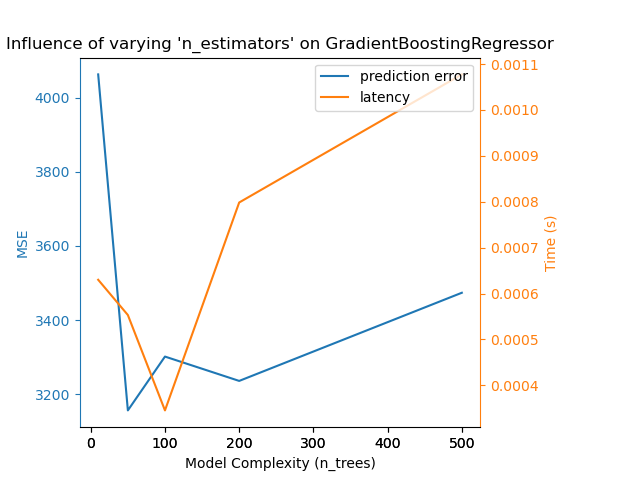 Influence of varying 'n_estimators' on GradientBoostingRegressor
prediction error
latency
4000
3800
3600
3400
3200
MSE
0.0011
0.0010
0.0009
0.0008
0.0007
0.0006
0.0005
0.0004
Time (s)
0 100 200 300 400 500
Model Complexity (n_trees)